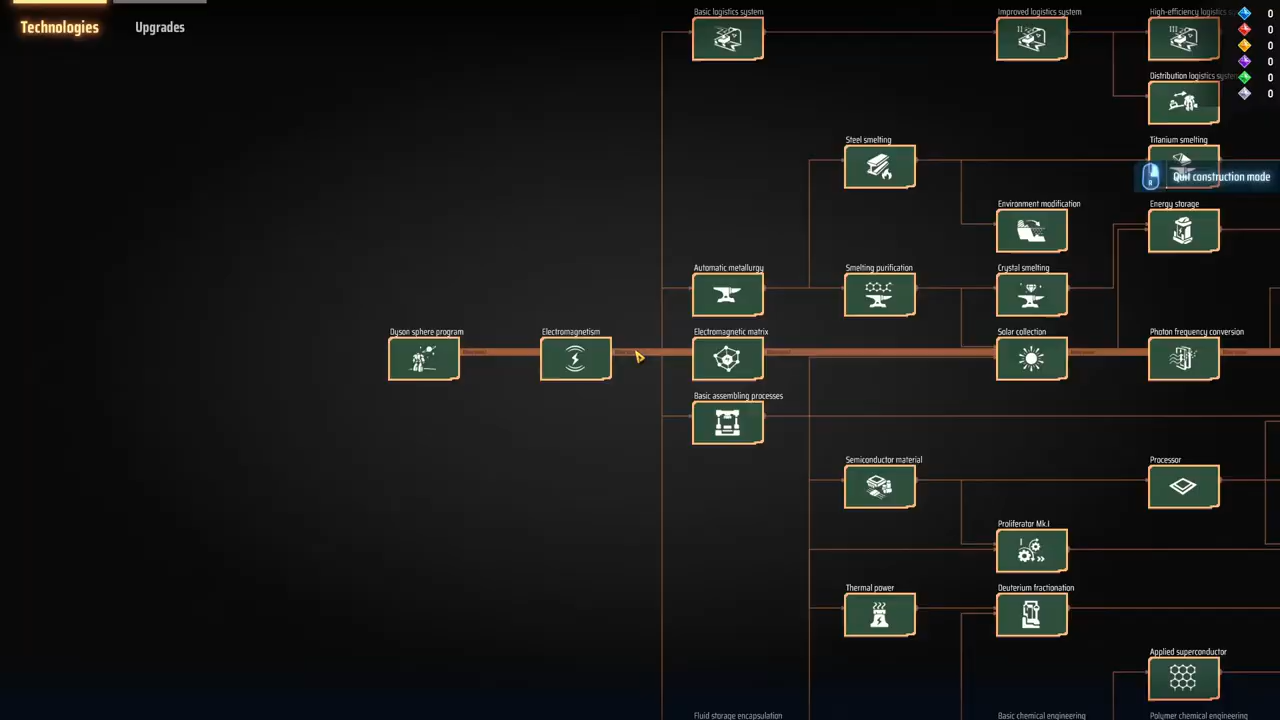 Technologies
Upgrades
Basic logistics system
Improved logistics system
High-efficiency logistics
0
0
0
0
0
0
Distribution logistics
Steel smelting
Titanium smelting
Quit construction mode
Environment modification
Energy storage
Automatic metallurgy
Smelting purification
Crystal smelting
Dyson sphere program
Electromagnetism
Electromagnetic matrix
Solar collection
Photon frequency conversion
Basic assembling processes
Semiconductor material
Processor
Proliferator Mk.I
Thermal power
Deuterium fractionation
Applied superconductor
Fluid storage encapsulation
Basic chemical engineering
Polymer chemical engineering